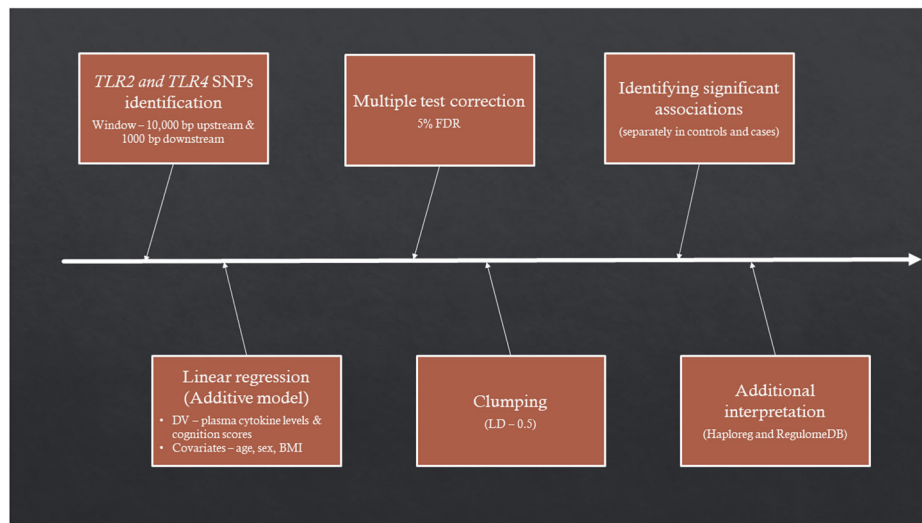 TLR2 and TLR4 SNPs
identification
Window – 10,000 bp upstream &
1000 bp downstream
Linear regression
(Additive model)
• DV – plasma cytokine levels &
cognition scores
• Covariates – age, sex, BMI
Multiple test correction
5% FDR
Clumping
(LD – 0.5)
Identifying significant
associations
(separately in controls and cases)
Additional
interpretation
(Haploreg and RegulomeDB)